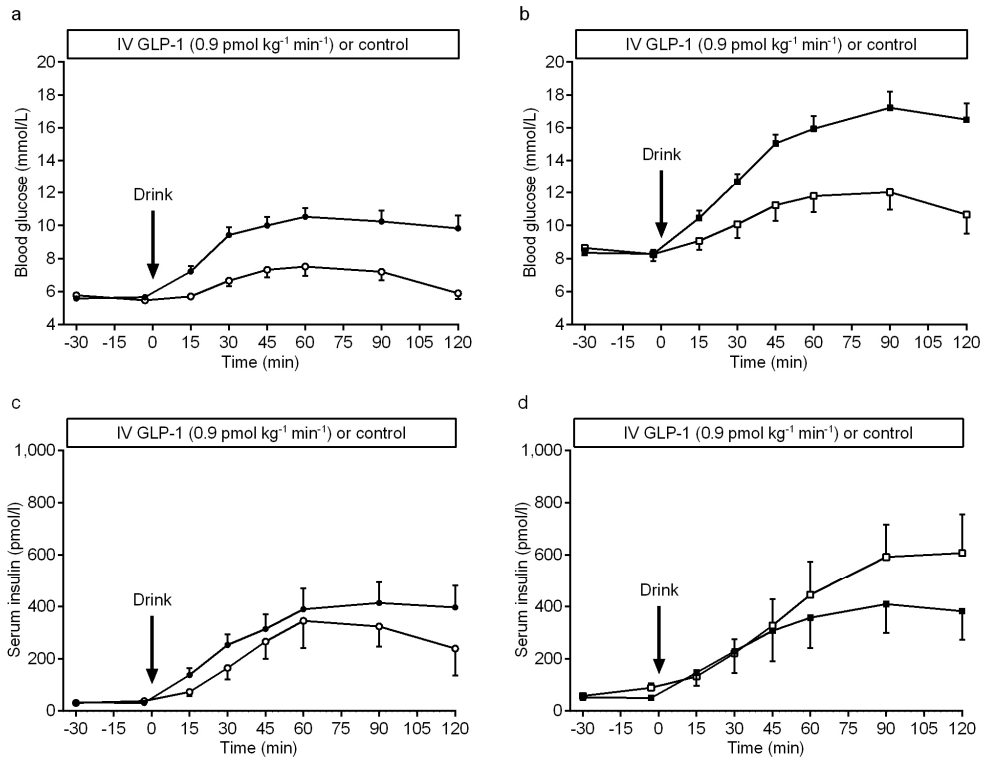 a
IV GLP-1 (0.9 pmol kg-1 min-1) or control
20
18
16
14
12
10
8
6
4
Blood glucose (mmol/L)
Drink
-30 -15 0 15 30 45 60 75 90 105 120
Time (min)
b
IV GLP-1 (0.9 pmol kg-1 min-1) or control
20
18
16
14
12
10
8
6
4
Blood glucose (mmol/L)
Drink
-30 -15 0 15 30 45 60 75 90 105 120
Time (min)
c
IV GLP-1 (0.9 pmol kg-1 min-1) or control
1,000
800
600
400
200
0
Serum insulin (pmol/l)
Drink
-30 -15 0 15 30 45 60 75 90 105 120
Time (min)
d
IV GLP-1 (0.9 pmol kg-1 min-1) or control
1,000
800
600
400
200
0
Serum insulin (pmol/l)
Drink
-30 -15 0 15 30 45 60 75 90 105 120
Time (min)